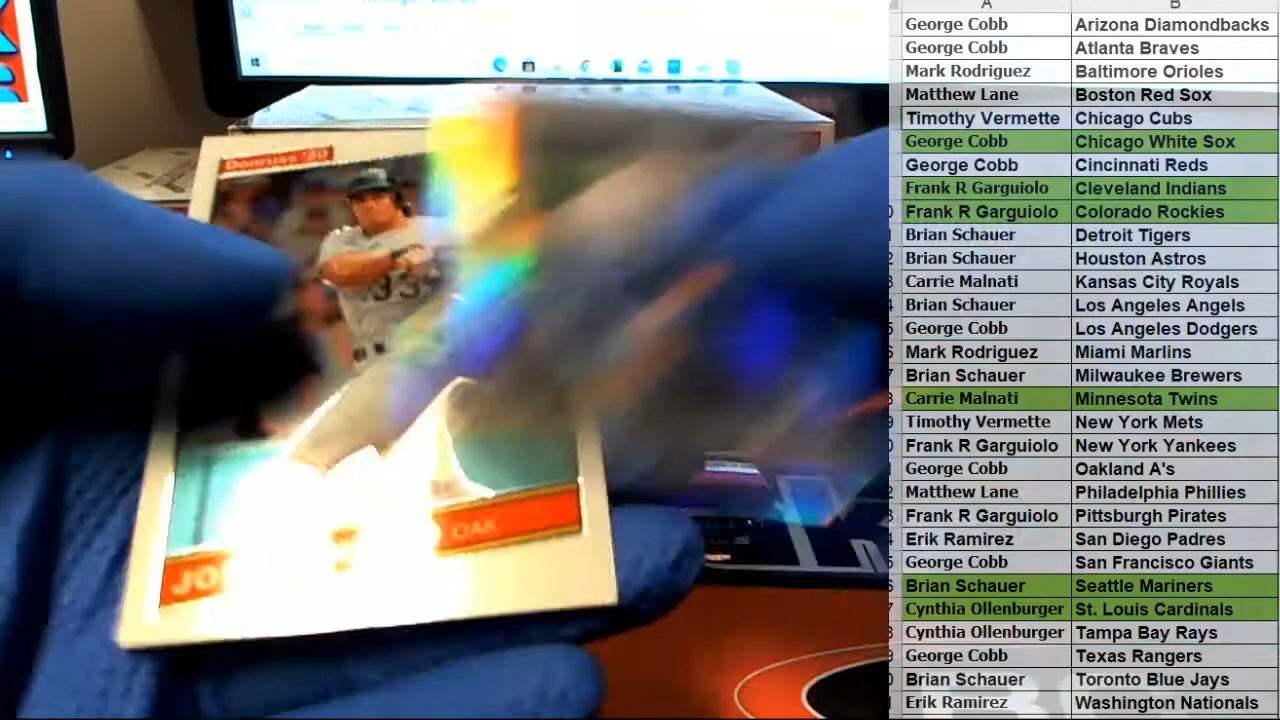 A B
George Cobb Arizona Diamondbacks
George Cobb Atlanta Braves
Mark Rodriguez Baltimore Orioles
Matthew Lane Boston Red Sox
Timothy Vermette Chicago Cubs
George Cobb Chicago White Sox
George Cobb Cincinnati Reds
Frank R Garguiolo Cleveland Indians
Frank R Garguiolo Colorado Rockies
Brian Schauer Detroit Tigers
Brian Schauer Houston Astros
Carrie Malnati Kansas City Royals
Brian Schauer Los Angeles Angels
George Cobb Los Angeles Dodgers
Mark Rodriguez Miami Marlins
Brian Schauer Milwaukee Brewers
Carrie Malnati Minnesota Twins
Timothy Vermette New York Mets
Frank R Garguiolo New York Yankees
George Cobb Oakland A's
Matthew Lane Philadelphia Phillies
Frank R Garguiolo Pittsburgh Pirates
Erik Ramirez San Diego Padres
George Cobb San Francisco Giants
Brian Schauer Seattle Mariners
Cynthia Ollenburger St. Louis Cardinals
Cynthia Ollenburger Tampa Bay Rays
George Cobb Texas Rangers
Brian Schauer Toronto Blue Jays
Erik Ramirez Washington Nationals
Donruss '90
33
OAK
JO